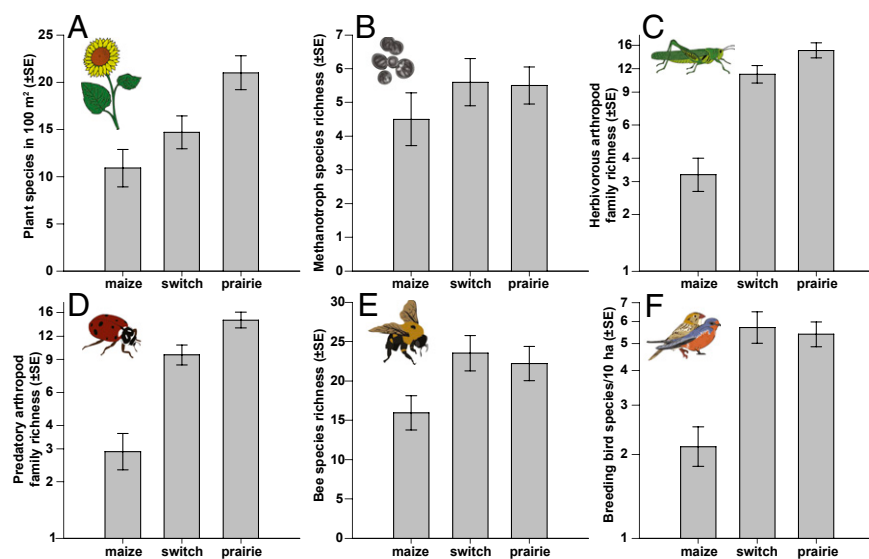 A
Plant species in 100 m² (±SE)
25
20
15
10
5
0
maize switch prairie
B
Methanotroph species richness (±SE)
7
6
5
4
3
2
1
0
maize switch prairie
C
Herbivorous arthropod
family richness (±SE)
16
12
9
6
4
3
2
1
maize switch prairie
D
Predatory arthropod
family richness (±SE)
16
12
9
6
4
3
2
1
maize switch prairie
E
Bee species richness (±SE)
30
25
20
15
10
5
0
maize switch prairie
F
Breeding bird species/10 ha (±SE)
7
6
5
4
3
2
1
maize switch prairie